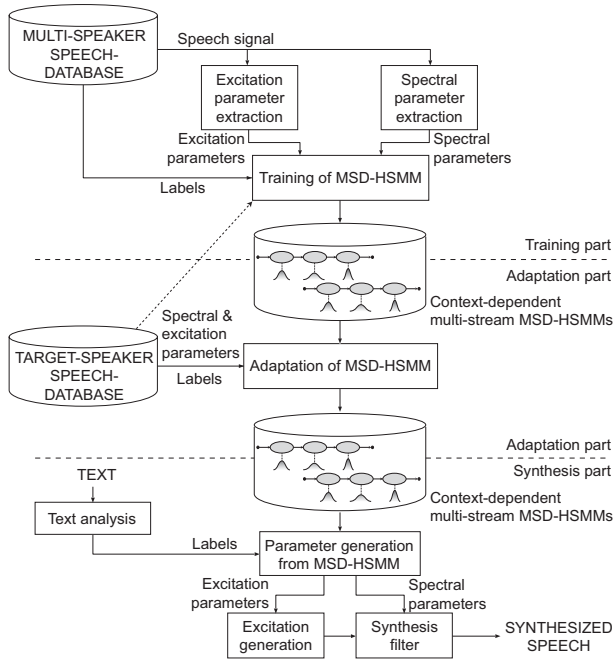 MULTI-SPEAKER
SPEECH-
DATABASE
Speech signal
Excitation
parameter
extraction
Spectral
parameter
extraction
Excitation
parameters
Spectral
parameters
Labels
Training of MSD-HSMM
Training part
Adaptation part
Context-dependent
multi-stream MSD-HSMMs
Spectral &
excitation
parameters
TARGET-SPEAKER
SPEECH-
DATABASE
Labels
Adaptation of MSD-HSMM
Adaptation part
Synthesis part
Context-dependent
multi-stream MSD-HSMMs
TEXT
Text analysis
Labels
Parameter generation
from MSD-HSMM
Excitation
parameters
Spectral
parameters
Excitation
generation
Synthesis
filter
SYNTHESIZED
SPEECH